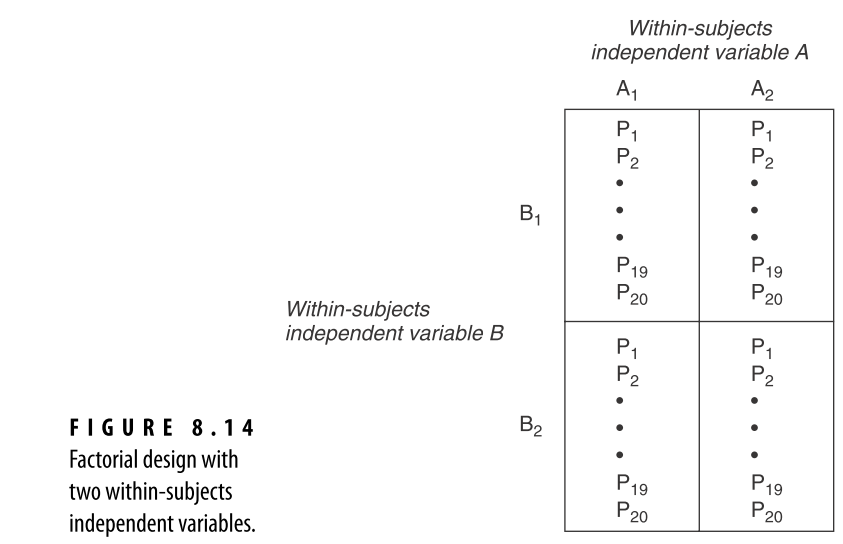 Within-subjects
independent variable A
A1 A2
P1 P1
P2 P2
• •
• •
• •
B1
P19 P19
P20 P20
Within-subjects
independent variable B
P1 P1
P2 P2
• •
• •
• •
B2
P19 P19
P20 P20
FIGURE 8.14
Factorial design with
two within-subjects
independent variables.